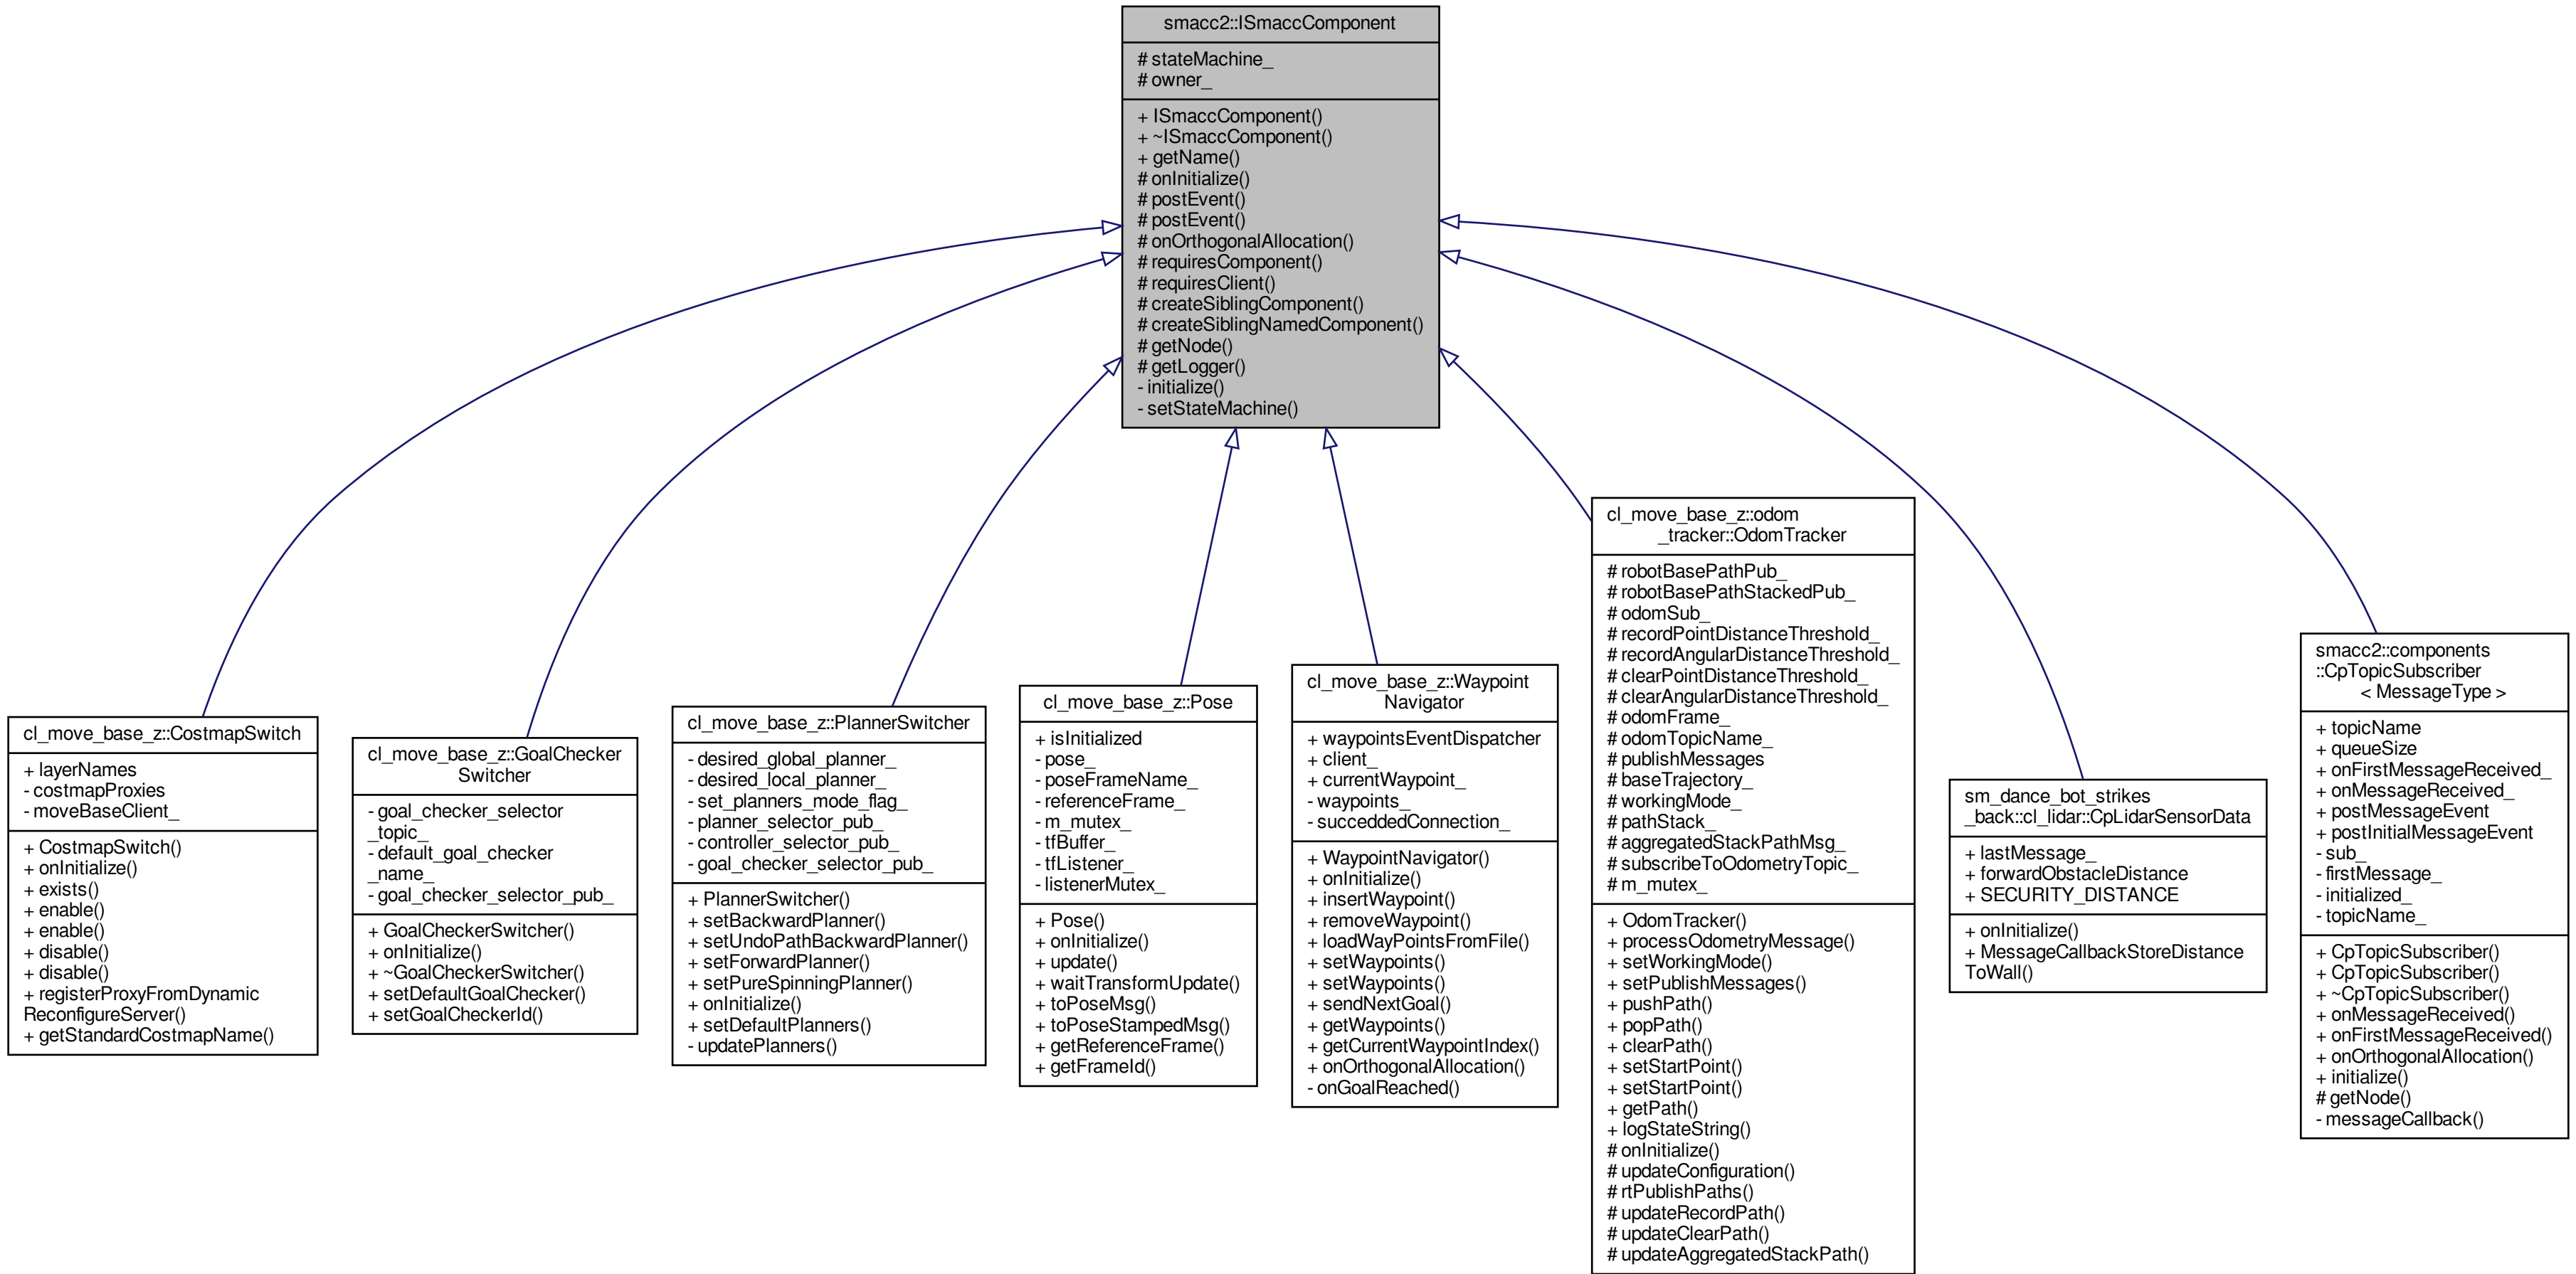 smacc2::ISmaccComponent
# stateMachine_
# owner_
+ ISmaccComponent()
+ ~ISmaccComponent()
+ getName()
# onInitialize()
# postEvent()
# postEvent()
# onOrthogonalAllocation()
# requiresComponent()
# requiresClient()
# createSiblingComponent()
# createSiblingNamedComponent()
# getNode()
# getLogger()
- initialize()
- setStateMachine()
cl_move_base_z::CostmapSwitch
+ layerNames
- costmapProxies
- moveBaseClient_
+ CostmapSwitch()
+ onInitialize()
+ exists()
+ enable()
+ enable()
+ disable()
+ disable()
+ registerProxyFromDynamic
ReconfigureServer()
+ getStandardCostmapName()
cl_move_base_z::GoalChecker
Switcher
- goal_checker_selector
_topic_
- default_goal_checker
_name_
- goal_checker_selector_pub_
+ GoalCheckerSwitcher()
+ onInitialize()
+ ~GoalCheckerSwitcher()
+ setDefaultGoalChecker()
+ setGoalCheckerId()
cl_move_base_z::PlannerSwitcher
- desired_global_planner_
- desired_local_planner_
- set_planners_mode_flag_
- planner_selector_pub_
- controller_selector_pub_
- goal_checker_selector_pub_
+ PlannerSwitcher()
+ setBackwardPlanner()
+ setUndoPathBackwardPlanner()
+ setForwardPlanner()
+ setPureSpinningPlanner()
+ onInitialize()
+ setDefaultPlanners()
- updatePlanners()
cl_move_base_z::Pose
+ isInitialized
- pose_
- poseFrameName_
- referenceFrame_
- m_mutex_
- tfBuffer_
- tfListener_
- listenerMutex_
+ Pose()
+ onInitialize()
+ update()
+ waitTransformUpdate()
+ toPoseMsg()
+ toPoseStampedMsg()
+ getReferenceFrame()
+ getFrameId()
cl_move_base_z::Waypoint
Navigator
+ waypointsEventDispatcher
+ client_
+ currentWaypoint_
- waypoints_
- succeddedConnection_
+ WaypointNavigator()
+ onInitialize()
+ insertWaypoint()
+ removeWaypoint()
+ loadWayPointsFromFile()
+ setWaypoints()
+ setWaypoints()
+ sendNextGoal()
+ getWaypoints()
+ getCurrentWaypointIndex()
+ onOrthogonalAllocation()
- onGoalReached()
cl_move_base_z::odom
_tracker::OdomTracker
# robotBasePathPub_
# robotBasePathStackedPub_
# odomSub_
# recordPointDistanceThreshold_
# recordAngularDistanceThreshold_
# clearPointDistanceThreshold_
# clearAngularDistanceThreshold_
# odomFrame_
# odomTopicName_
# publishMessages
# baseTrajectory_
# workingMode_
# pathStack_
# aggregatedStackPathMsg_
# subscribeToOdometryTopic_
# m_mutex_
+ OdomTracker()
+ processOdometryMessage()
+ setWorkingMode()
+ setPublishMessages()
+ pushPath()
+ popPath()
+ clearPath()
+ setStartPoint()
+ setStartPoint()
+ getPath()
+ logStateString()
# onInitialize()
# updateConfiguration()
# rtPublishPaths()
# updateRecordPath()
# updateClearPath()
# updateAggregatedStackPath()
sm_dance_bot_strikes
_back::cl_lidar::CpLidarSensorData
+ lastMessage_
+ forwardObstacleDistance
+ SECURITY_DISTANCE
+ onInitialize()
+ MessageCallbackStoreDistance
ToWall()
smacc2::components
::CpTopicSubscriber
< MessageType >
+ topicName
+ queueSize
+ onFirstMessageReceived_
+ onMessageReceived_
+ postMessageEvent
+ postInitialMessageEvent
- sub_
- firstMessage_
- initialized_
- topicName_
+ CpTopicSubscriber()
+ CpTopicSubscriber()
+ ~CpTopicSubscriber()
+ onMessageReceived()
+ onFirstMessageReceived()
+ onOrthogonalAllocation()
+ initialize()
# getNode()
- messageCallback()